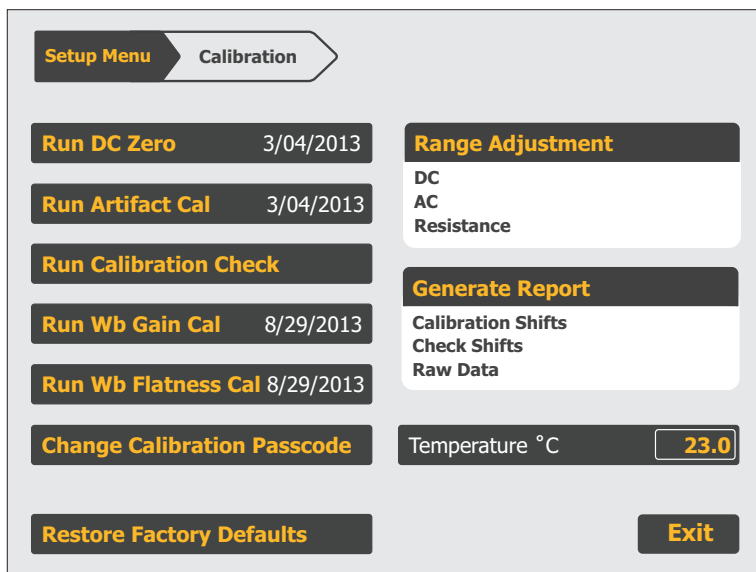 Setup Menu Calibration
Run DC Zero 3/04/2013
Run Artifact Cal 3/04/2013
Run Calibration Check
Run Wb Gain Cal 8/29/2013
Run Wb Flatness Cal 8/29/2013
Change Calibration Passcode
Restore Factory Defaults
Range Adjustment
DC
AC
Resistance
Generate Report
Calibration Shifts
Check Shifts
Raw Data
Temperature ˚C 23.0
Exit